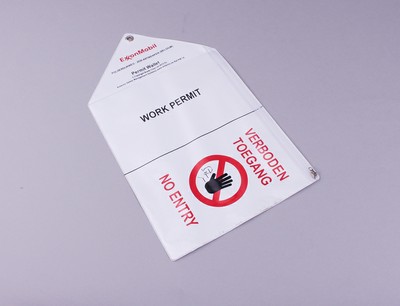 ExxonMobil
Permit Wallet
WORK PERMIT
VERBODEN
TOEGANG
NO ENTRY